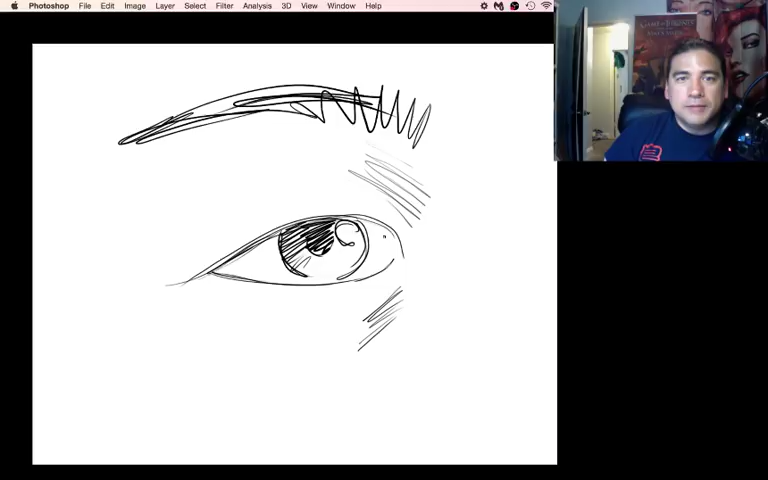 Photoshop File Edit Image Layer Select Filter Analysis 3D View Window Help
GAME OF THRONES